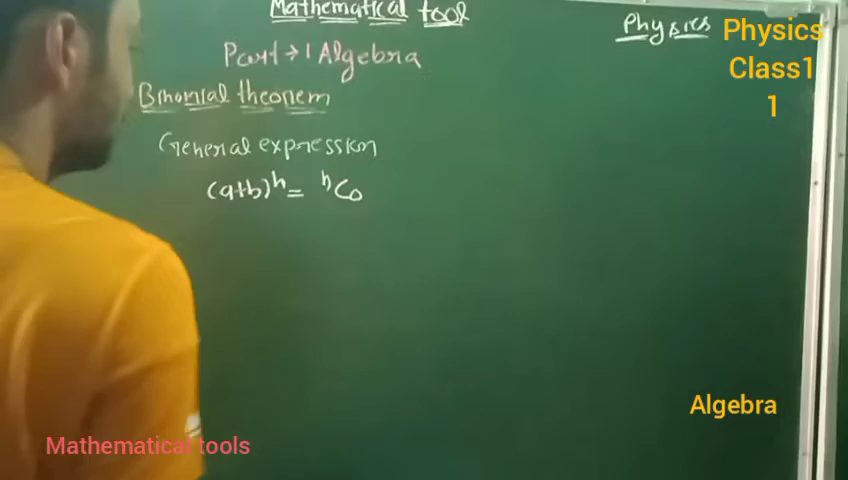 Mathematical tool
Physics
Part → 1 Algebra
Binomial theorem
General expression
(a+b)ⁿ = ⁿC₀
Physics
Class1
1
Algebra
Mathematical tools